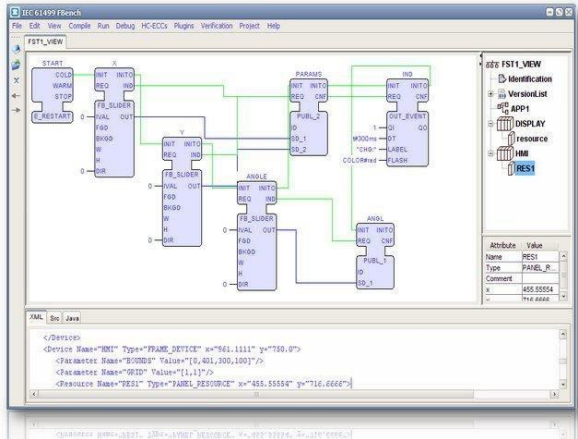 IEC 61499 FBench
File Edit View Compile Run Debug HC-ECCs Plugins Verification Project Help
FST1_VIEW
START
COLD
WARM
STOP
E_RESTART
X
INIT INITO
REQ IND
FB_SLIDER
0 IVAL OUT
FGD
BKGD
W
H
0 DIR
Y
INIT INITO
REQ IND
FB_SLIDER
0 IVAL OUT
FGD
BKGD
W
H
0 DIR
ANGLE
INIT INITO
REQ IND
FB_SLIDER
0 IVAL OUT
FGD
BKGD
W
H
0 DIR
PARAMS
INIT INITO
REQ CNF
PUBL_2
ID
SD_1
SD_2
IND
INIT INITO
REQ CNF
OUT_EVENT
1 QI QO
t#300ms DT
"CHG:" LABEL
COLOR#red FLASH
ANGL
INIT INITO
REQ CNF
PUBL_1
ID
SD_1
FST1_VIEW
Identification
VersionList
APP1
DISPLAY
resource
HMI
RES1
Attribute Value
Name RES1
Type PANEL_R...
Comment
x 455.55554
y 716.6666
XML Src Java
</Device>
<Device Name="HMI" Type="FRAME_DEVICE" x="961.1111" y="750.0">
<Parameter Name="BOUNDS" Value="[0,401,300,100]"/>
<Parameter Name="GRID" Value="[1,1]"/>
<Resource Name="RES1" Type="PANEL_RESOURCE" x="455.55554" y="716.6666">